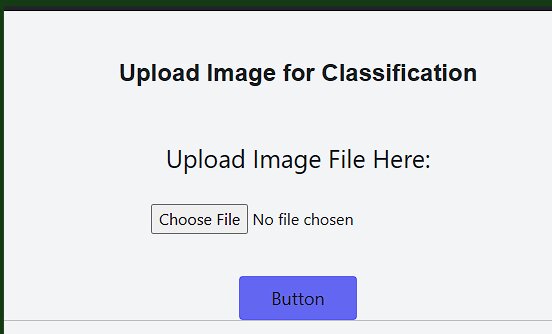 Upload Image for Classification
Upload Image File Here:
Choose File No file chosen
Button